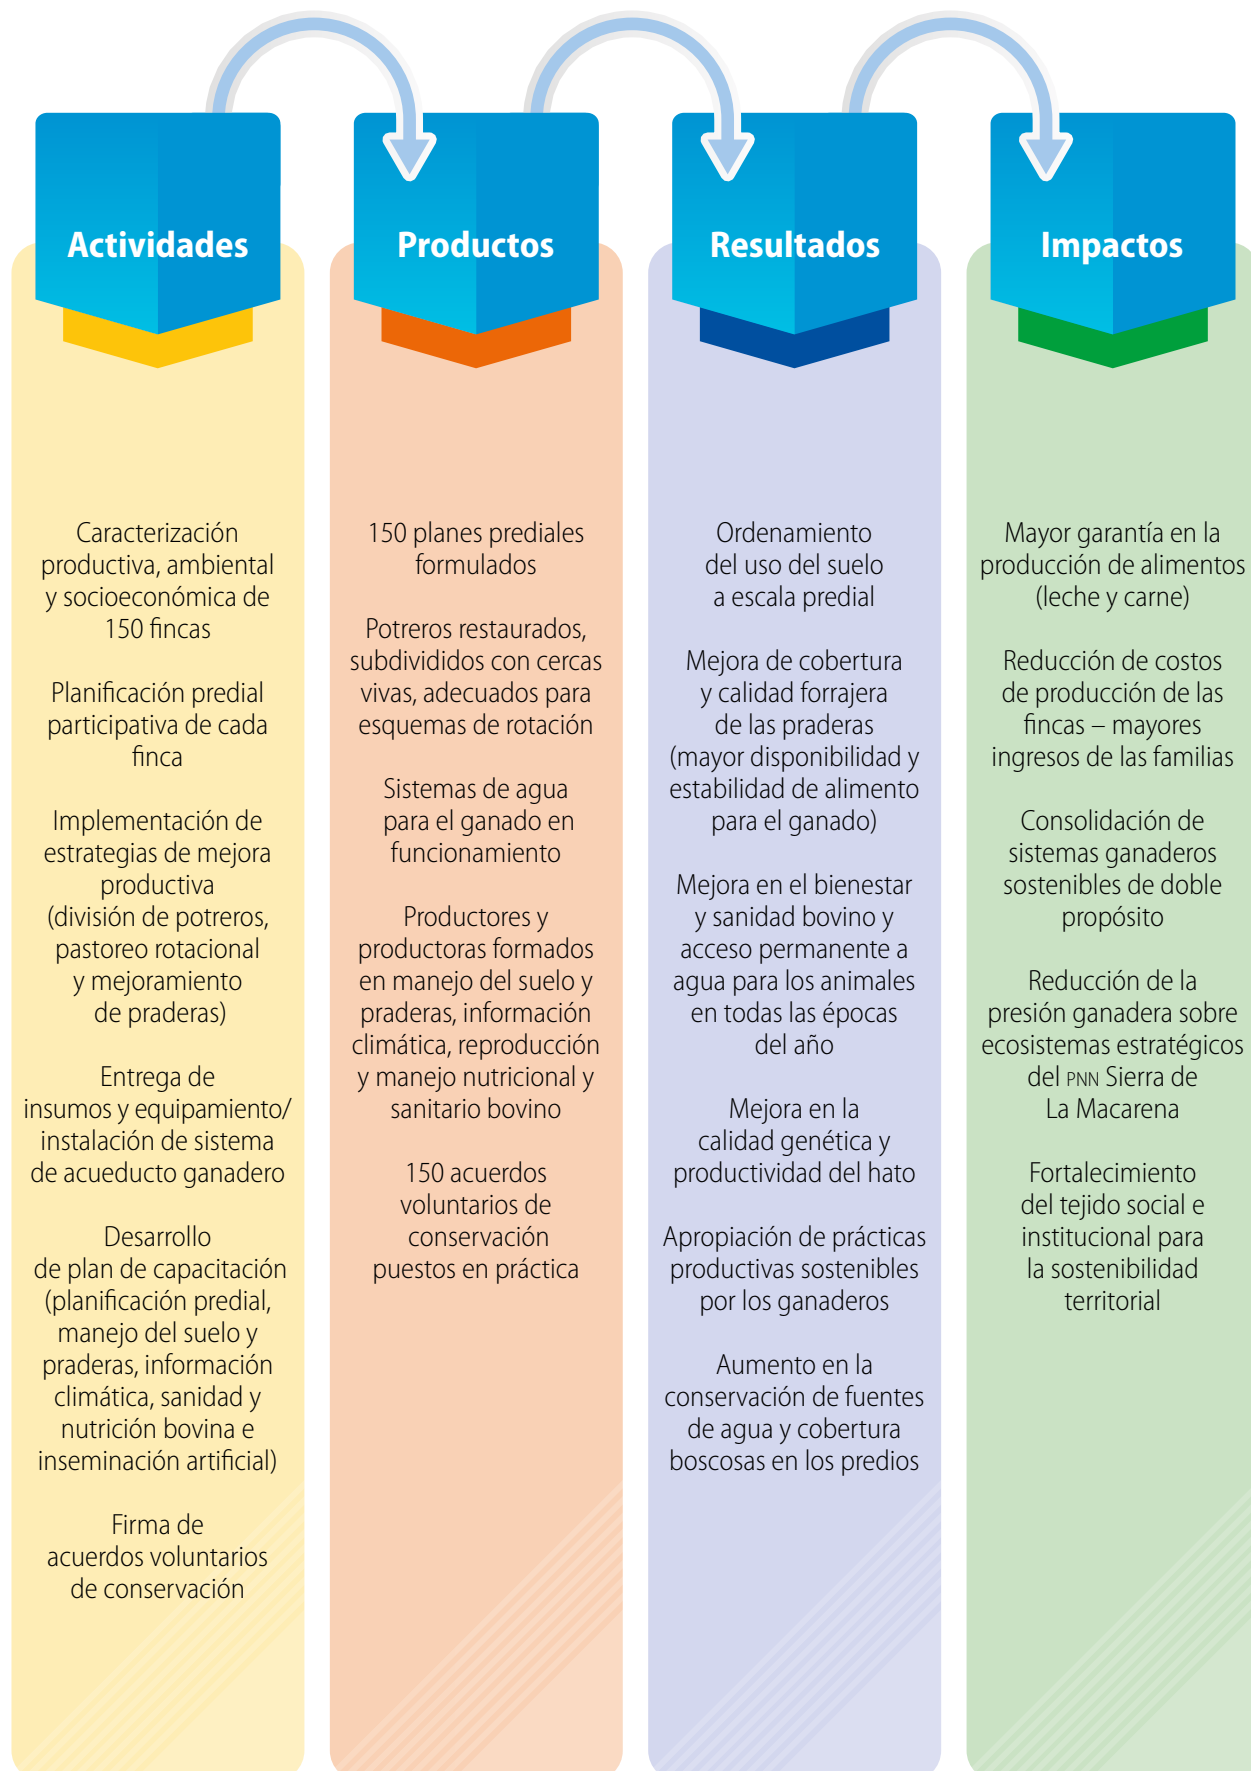 Actividades
Caracterización
productiva, ambiental
y socioeconómica de
150 fincas
Planificación predial
participativa de cada
finca
Implementación de
estrategias de mejora
productiva
(división de potreros,
pastoreo rotacional
y mejoramiento
de praderas)
Entrega de
insumos y equipamiento/
instalación de sistema
de acueducto ganadero
Desarrollo
de plan de capacitación
(planificación predial,
manejo del suelo y
praderas, información
climática, sanidad y
nutrición bovina e
inseminación artificial)
Firma de
acuerdos voluntarios
de conservación
Productos
150 planes prediales
formulados
Potreros restaurados,
subdivididos con cercas
vivas, adecuados para
esquemas de rotación
Sistemas de agua
para el ganado en
funcionamiento
Productores y
productoras formados
en manejo del suelo y
praderas, información
climática, reproducción
y manejo nutricional y
sanitario bovino
150 acuerdos
voluntarios de
conservación
puestos en práctica
Resultados
Ordenamiento
del uso del suelo
a escala predial
Mejora de cobertura
y calidad forrajera
de las praderas
(mayor disponibilidad y
estabilidad de alimento
para el ganado)
Mejora en el bienestar
y sanidad bovino y
acceso permanente a
agua para los animales
en todas las épocas
del año
Mejora en la
calidad genética y
productividad del hato
Apropiación de prácticas
productivas sostenibles
por los ganaderos
Aumento en la
conservación de fuentes
de agua y cobertura
boscosas en los predios
Impactos
Mayor garantía en la
producción de alimentos
(leche y carne)
Reducción de costos
de producción de las
fincas – mayores
ingresos de las familias
Consolidación de
sistemas ganaderos
sostenibles de doble
propósito
Reducción de la
presión ganadera sobre
ecosistemas estratégicos
del PNN Sierra de
La Macarena
Fortalecimiento
del tejido social e
institucional para
la sostenibilidad
territorial